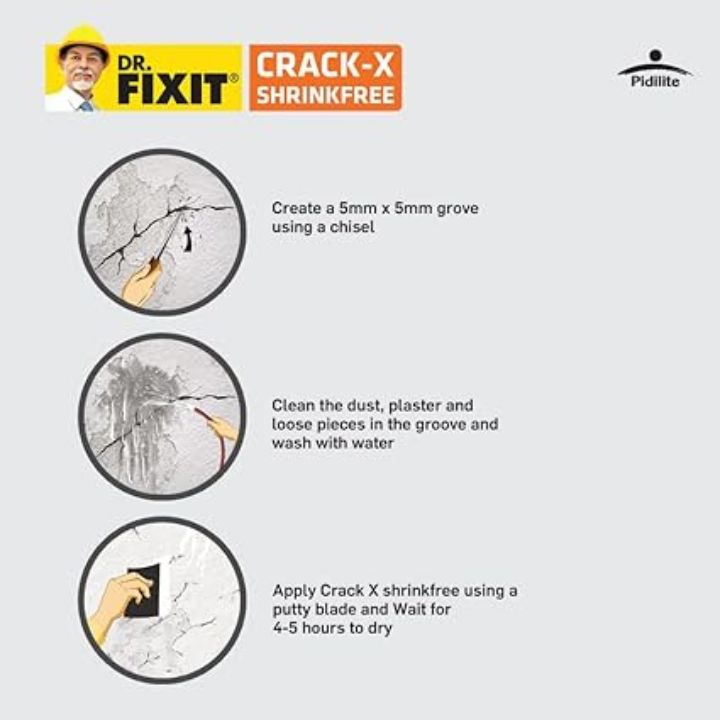 DR.
FIXIT®
CRACK-X
SHRINKFREE
Pidilite
Create a 5mm x 5mm grove
using a chisel
Clean the dust, plaster and
loose pieces in the groove and
wash with water
Apply Crack X shrinkfree using a
putty blade and Wait for
4-5 hours to dry